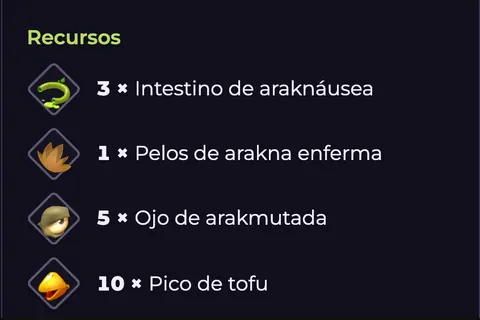 Recursos
3 × Intestino de araknáusea
1 × Pelos de arakna enferma
5 × Ojo de arakmutada
10 × Pico de tofu